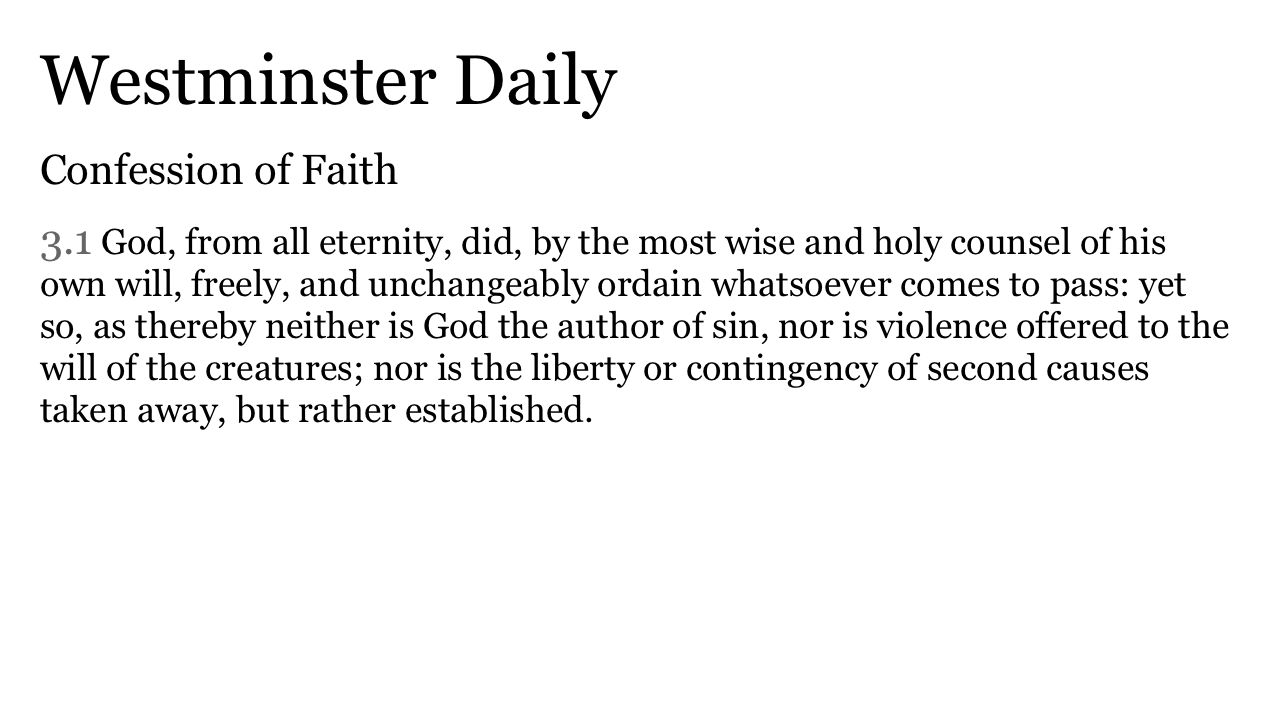 Westminster Daily
Confession of Faith
3.1 God, from all eternity, did, by the most wise and holy counsel of his
own will, freely, and unchangeably ordain whatsoever comes to pass: yet
so, as thereby neither is God the author of sin, nor is violence offered to the
will of the creatures; nor is the liberty or contingency of second causes
taken away, but rather established.